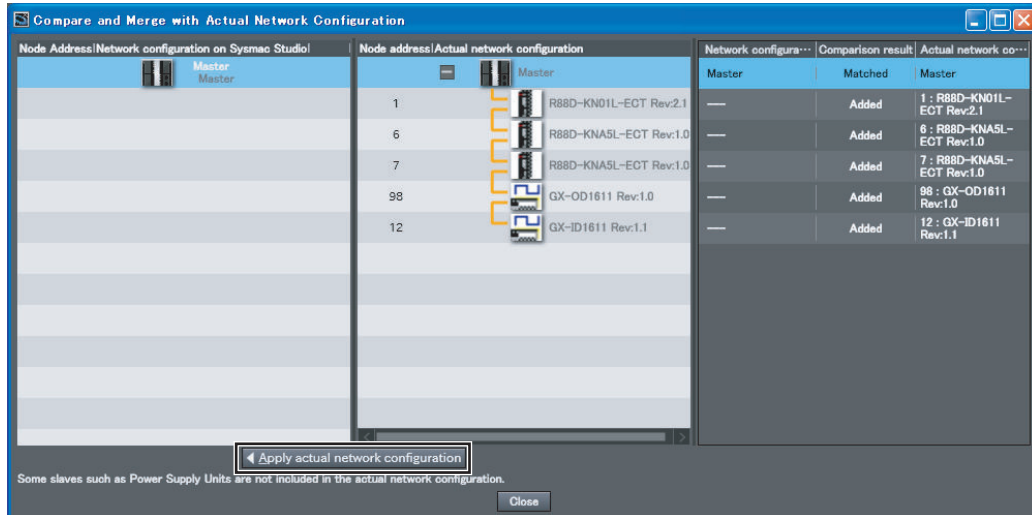 Compare and Merge with Actual Network Configuration
Node Address|Network configuration on Sysmac Studio|
Master
Master
Node address|Actual network configuration
Master
1 R88D-KN01L-ECT Rev:2.1
6 R88D-KNA5L-ECT Rev:1.0
7 R88D-KNA5L-ECT Rev:1.0
98 GX-OD1611 Rev:1.0
12 GX-ID1611 Rev:1.1
Network configura··· Comparison result Actual network co···
Master Matched Master
— Added 1 : R88D-KN01L-
ECT Rev:2.1
— Added 6 : R88D-KNA5L-
ECT Rev:1.0
— Added 7 : R88D-KNA5L-
ECT Rev:1.0
— Added 98 : GX-OD1611
Rev:1.0
— Added 12 : GX-ID1611
Rev:1.1
Apply actual network configuration
Some slaves such as Power Supply Units are not included in the actual network configuration.
Close